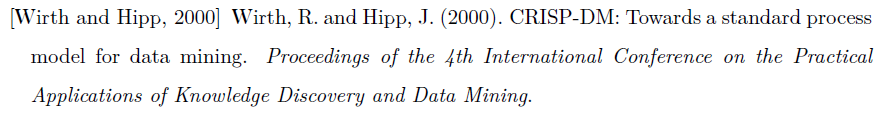 [Wirth and Hipp, 2000] Wirth, R. and Hipp, J. (2000). CRISP-DM: Towards a standard process
model for data mining. Proceedings of the 4th International Conference on the Practical
Applications of Knowledge Discovery and Data Mining.